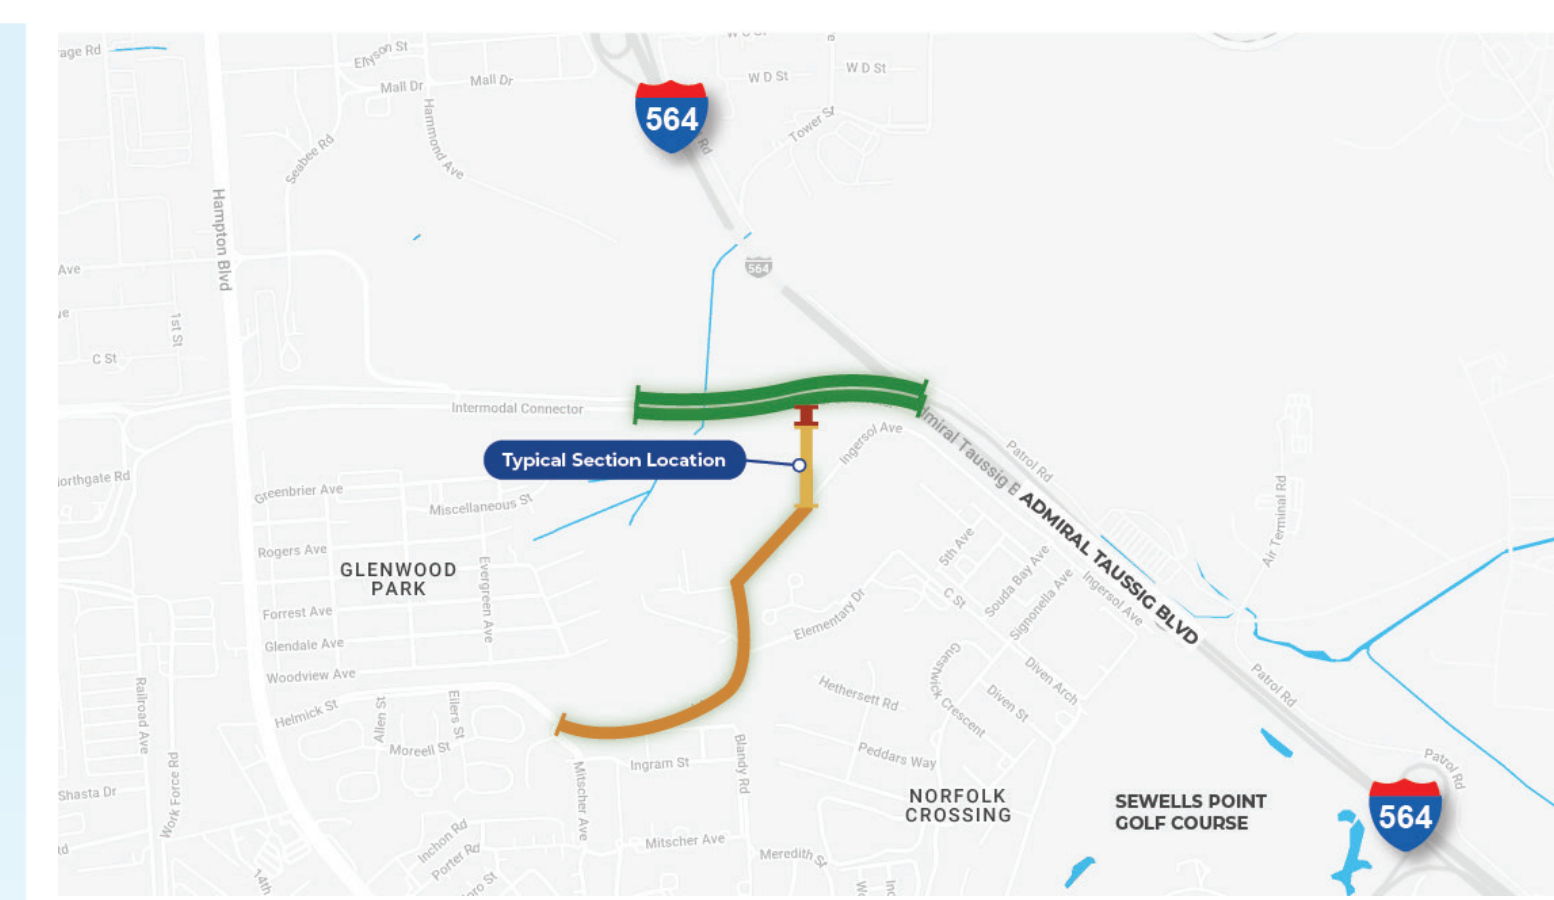 Ellyson St
Mall Dr
Mall Dr
W D St
W D St
564
Rd
Tower St
Hammond Ave
Seabee Rd
Hampton Blvd
Ave
564
1st St
C St
Intermodal Connector
Ingersol Ave
Typical Section Location
Patrol Rd
Admiral Taussig B
ADMIRAL TAUSSIG BLVD
Air Terminal Rd
Greenbrier Ave
Miscellaneous St
Rogers Ave
GLENWOOD
PARK
Evergreen Ave
5th Ave
Souda Bay Ave
Signonella Ave
Ingersol Ave
C St
Forrest Ave
Elementary Dr
Glendale Ave
Woodview Ave
Guestwick Crescent
Diven Arch
Diven St
Patrol Rd
Hethersett Rd
Railroad Ave
Helmick St
Allen St
Eilers St
Moreell St
Work Force Rd
Ingram St
Blandy Rd
Peddars Way
Patrol Rd
Mitscher Ave
Shasta Dr
NORFOLK
CROSSING
SEWELLS POINT
GOLF COURSE
564
Inchon Rd
Porter Rd
Mitscher Ave
Meredith St
14th